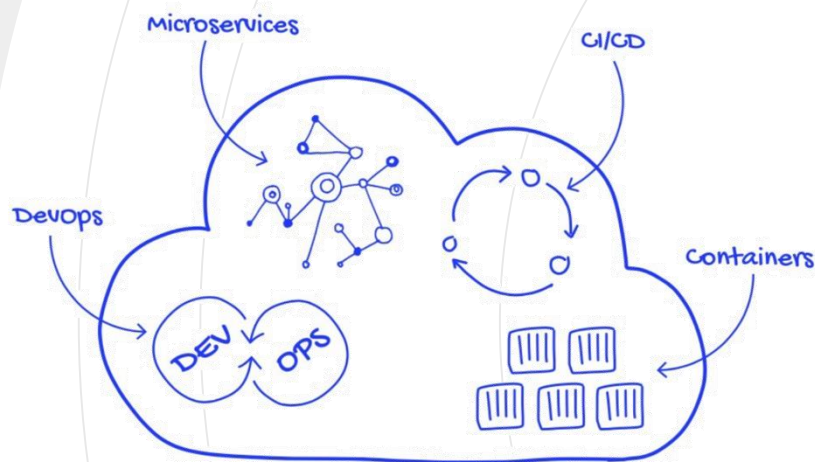 Microservices
CI/CD
DevOps
Containers
DEV
OPS